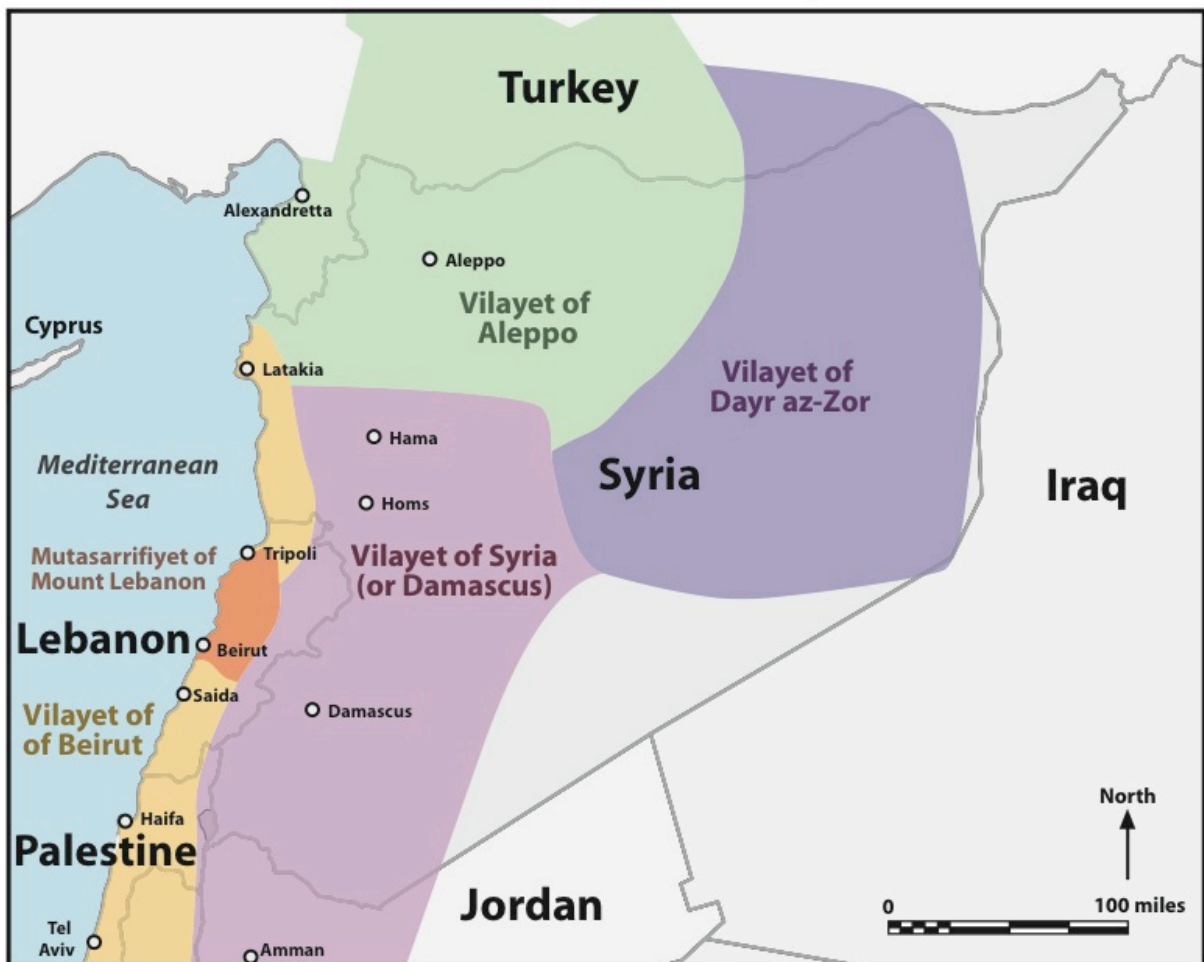 Turkey
Alexandretta
Aleppo
Vilayet of
Aleppo
Cyprus
Latakia
Vilayet of
Dayr az-Zor
Hama
Mediterranean
Sea
Syria
Iraq
Homs
Mutasarrifiyet of
Mount Lebanon
Tripoli
Vilayet of Syria
(or Damascus)
Lebanon
Beirut
Saida
Vilayet of
of Beirut
Damascus
North
Haifa
Palestine
Jordan
0 100 miles
Tel
Aviv
Amman